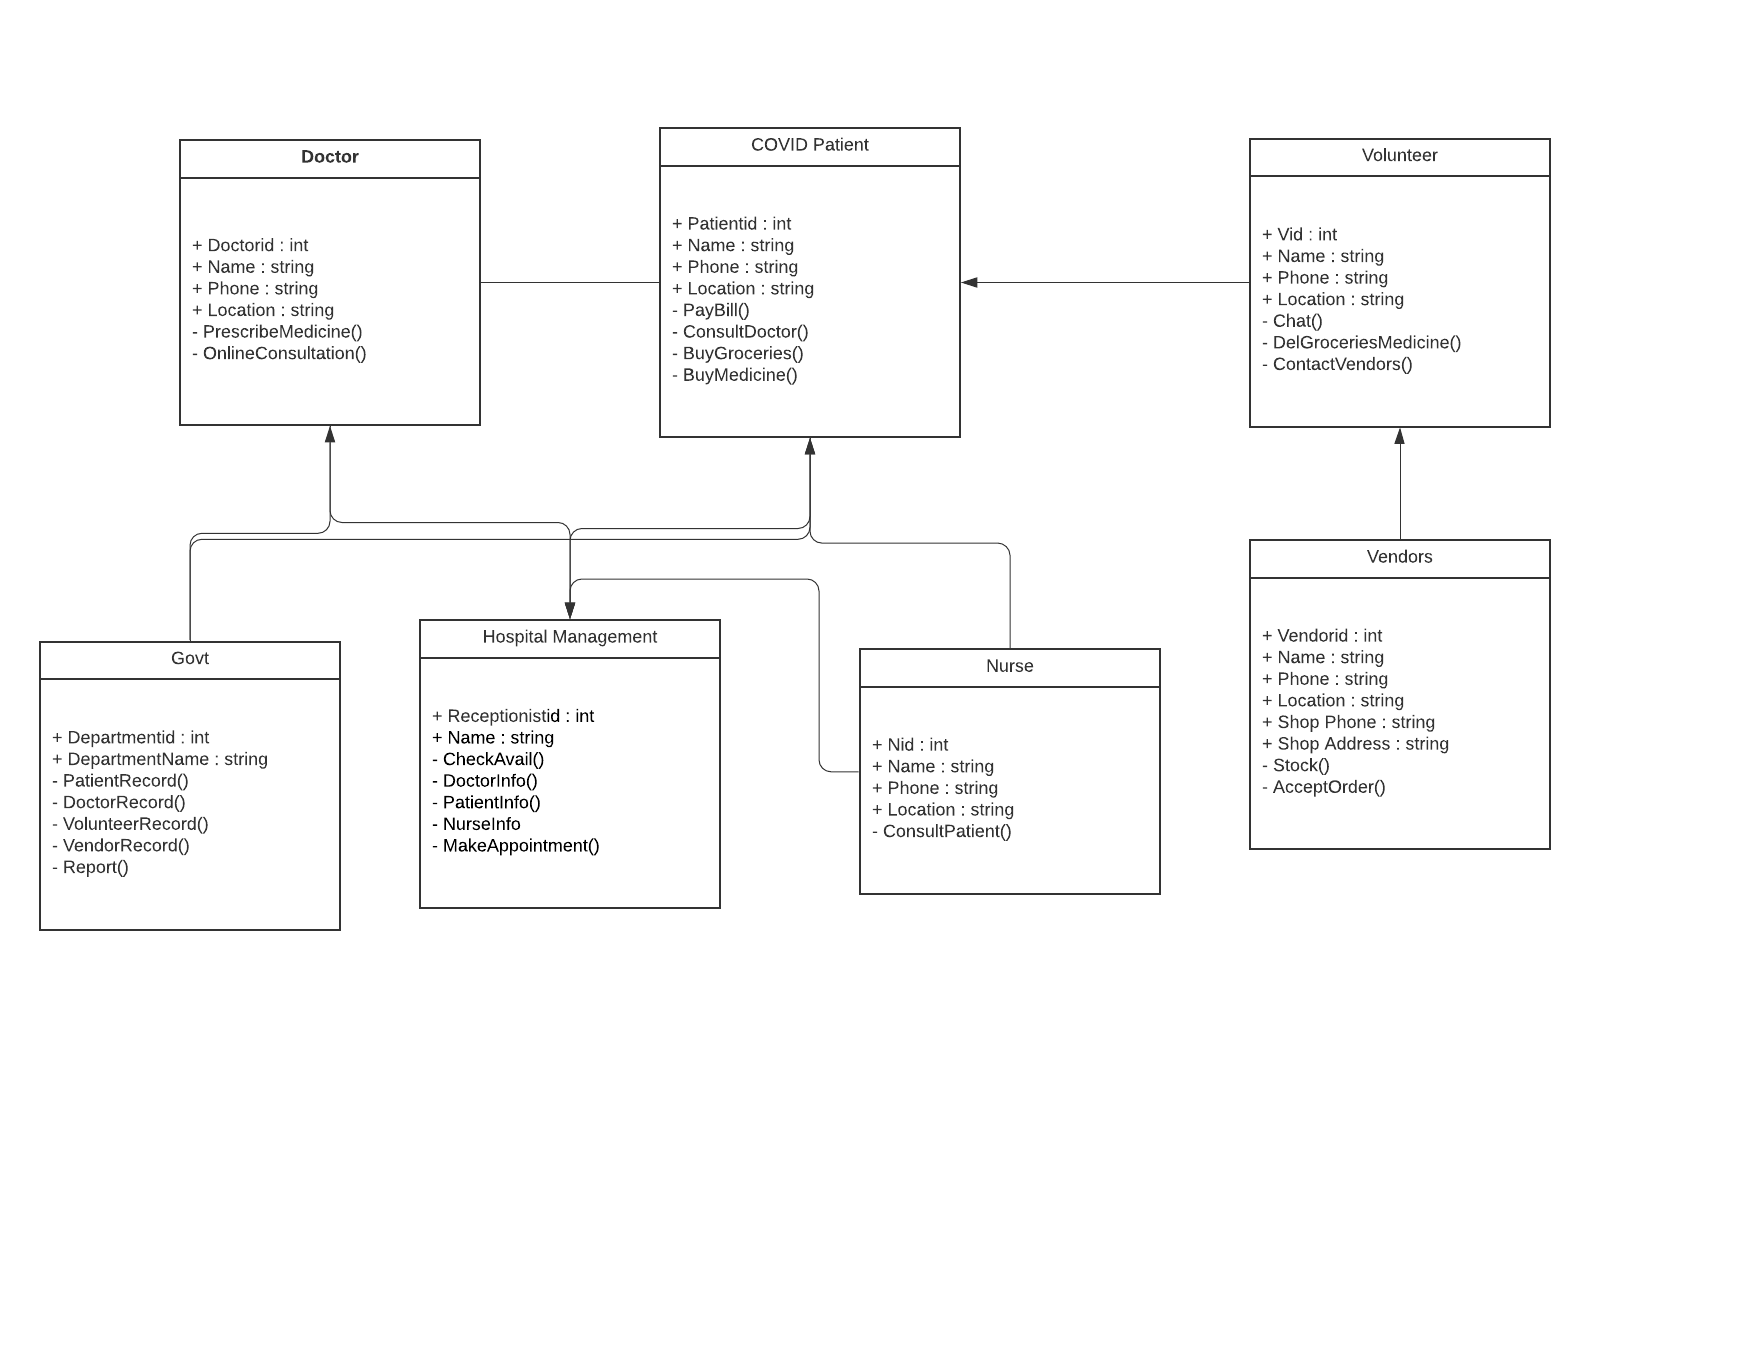 Doctor
+ Doctorid : int
+ Name : string
+ Phone : string
+ Location : string
- PrescribeMedicine()
- OnlineConsultation()
COVID Patient
+ Patientid : int
+ Name : string
+ Phone : string
+ Location : string
- PayBill()
- ConsultDoctor()
- BuyGroceries()
- BuyMedicine()
Volunteer
+ Vid : int
+ Name : string
+ Phone : string
+ Location : string
- Chat()
- DelGroceriesMedicine()
- ContactVendors()
Govt
+ Departmentid : int
+ DepartmentName : string
- PatientRecord()
- DoctorRecord()
- VolunteerRecord()
- VendorRecord()
- Report()
Hospital Management
+ Receptionistid : int
+ Name : string
- CheckAvail()
- DoctorInfo()
- PatientInfo()
- NurseInfo
- MakeAppointment()
Nurse
+ Nid : int
+ Name : string
+ Phone : string
+ Location : string
- ConsultPatient()
Vendors
+ Vendorid : int
+ Name : string
+ Phone : string
+ Location : string
+ Shop Phone : string
+ Shop Address : string
- Stock()
- AcceptOrder()